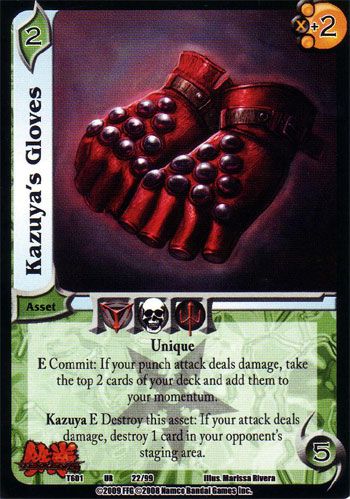 2
+2
Kazuya's Gloves
Asset
Unique
E Commit: If your punch attack deals damage, take
the top 2 cards of your deck and add them to
your momentum.
Kazuya E Destroy this asset: If your attack deals
damage, destroy 1 card in your opponent's
staging area.
5
T601 UR 22/99 Illus. Marissa Rivera
©2009 FFG ©2008 Namco Bandai Games Inc.